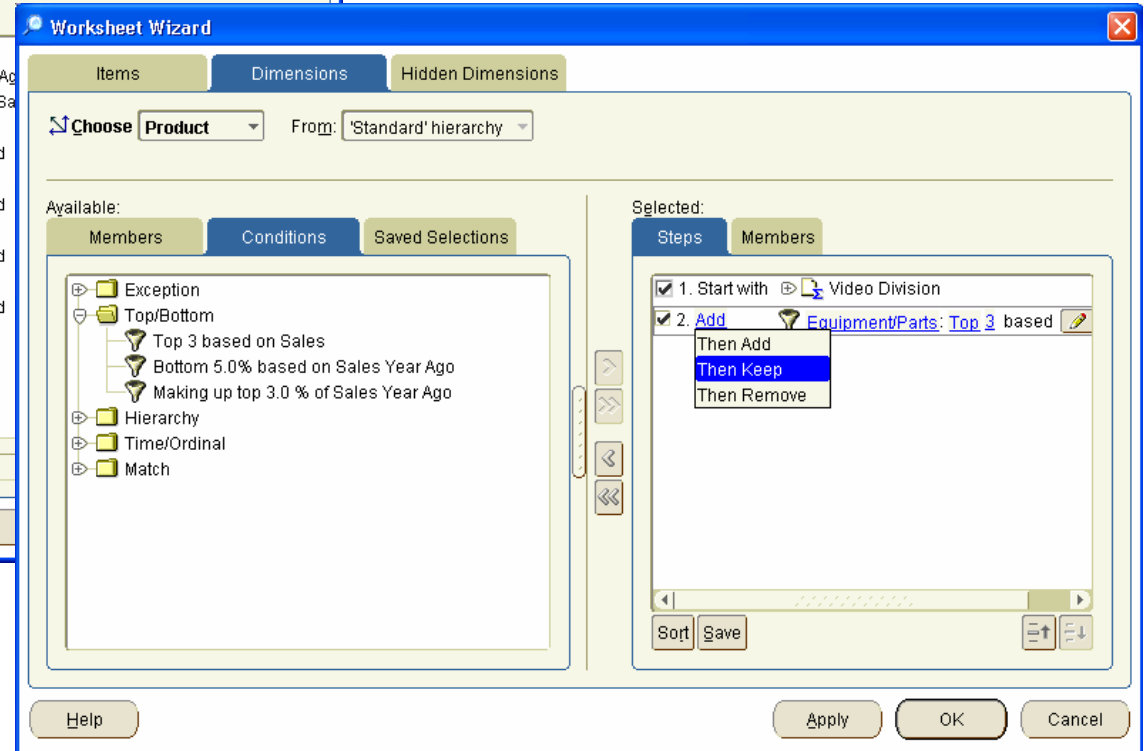 Worksheet Wizard
Items Dimensions Hidden Dimensions
Choose Product From: 'Standard' hierarchy
Available:
Members Conditions Saved Selections
Exception
Top/Bottom
Top 3 based on Sales
Bottom 5.0% based on Sales Year Ago
Making up top 3.0 % of Sales Year Ago
Hierarchy
Time/Ordinal
Match
Selected:
Steps Members
1. Start with Video Division
2. Add Equipment/Parts: Top 3 based
Then Add
Then Keep
Then Remove
Sort Save
Help Apply OK Cancel